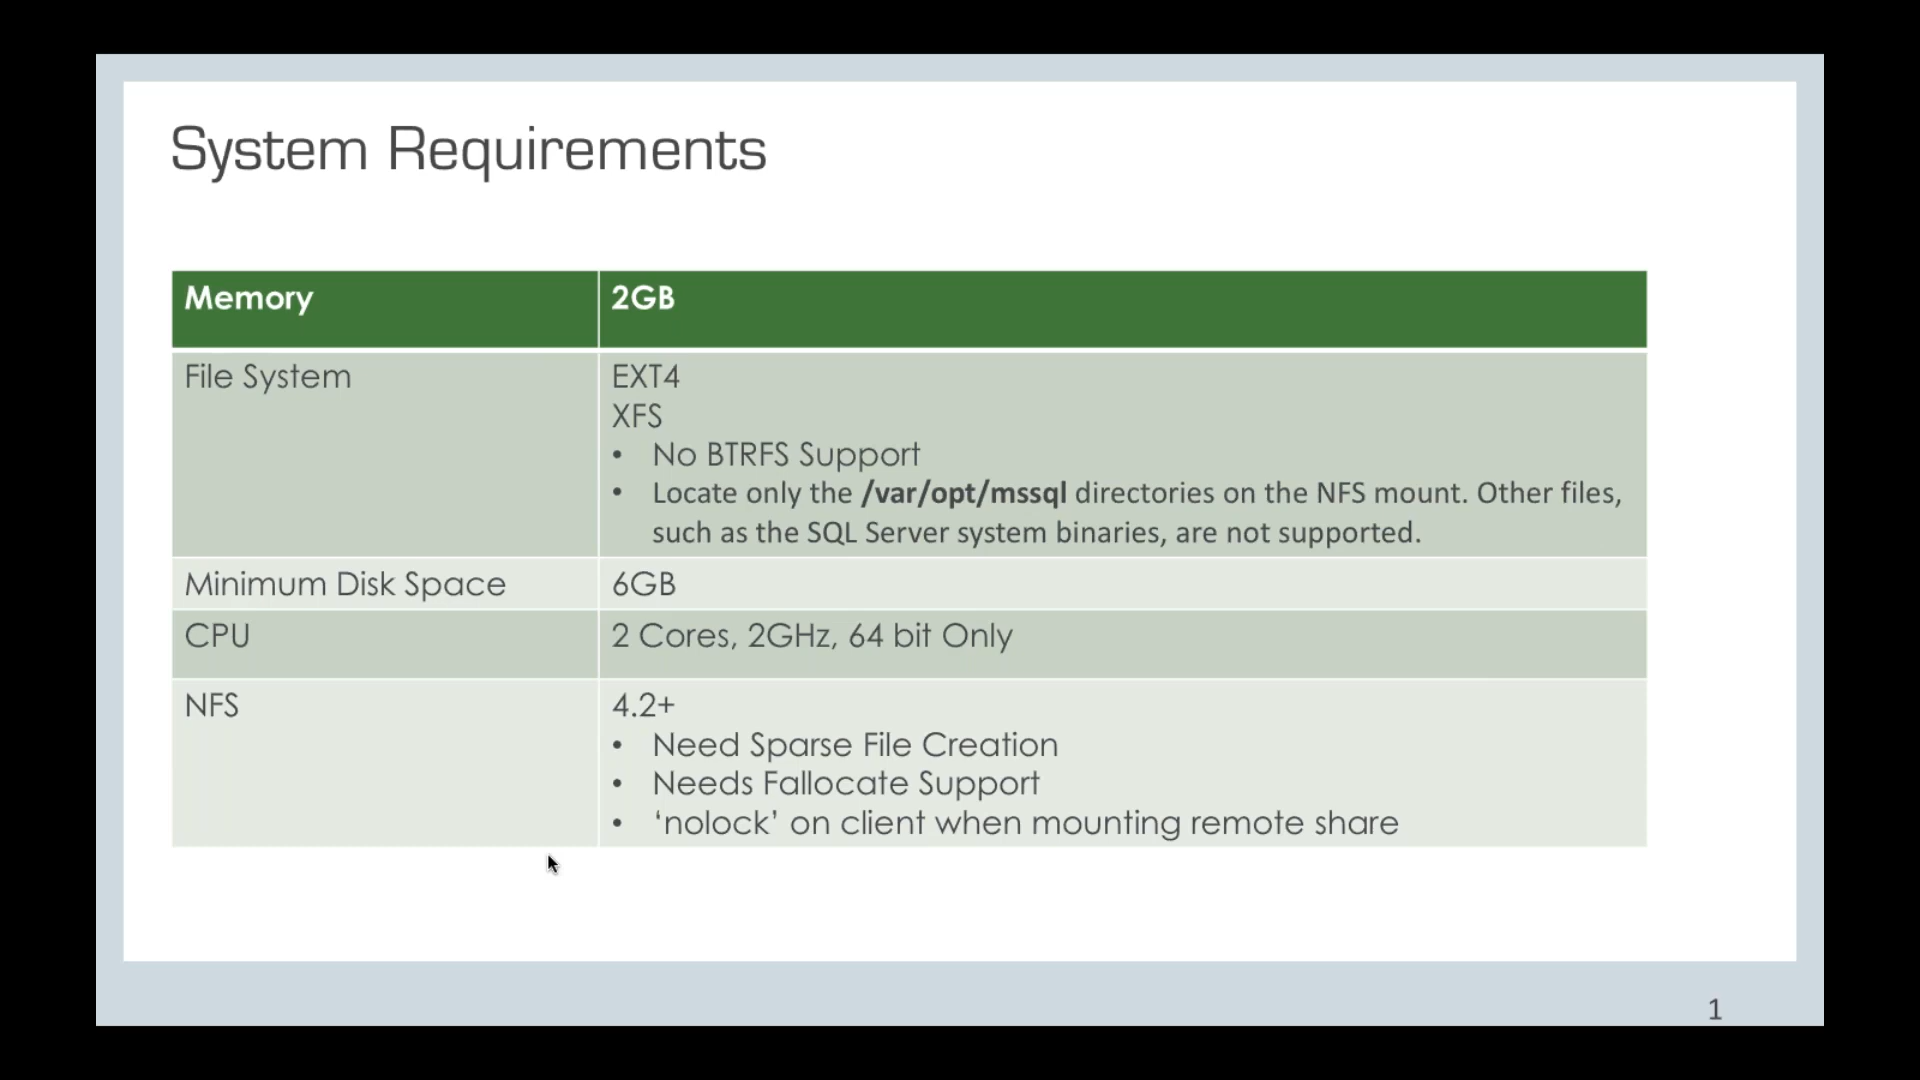 System Requirements
Memory 2GB
File System EXT4
XFS
• No BTRFS Support
• Locate only the /var/opt/mssql directories on the NFS mount. Other files,
such as the SQL Server system binaries, are not supported.
Minimum Disk Space 6GB
CPU 2 Cores, 2GHz, 64 bit Only
NFS 4.2+
• Need Sparse File Creation
• Needs Fallocate Support
• ‘nolock’ on client when mounting remote share
1